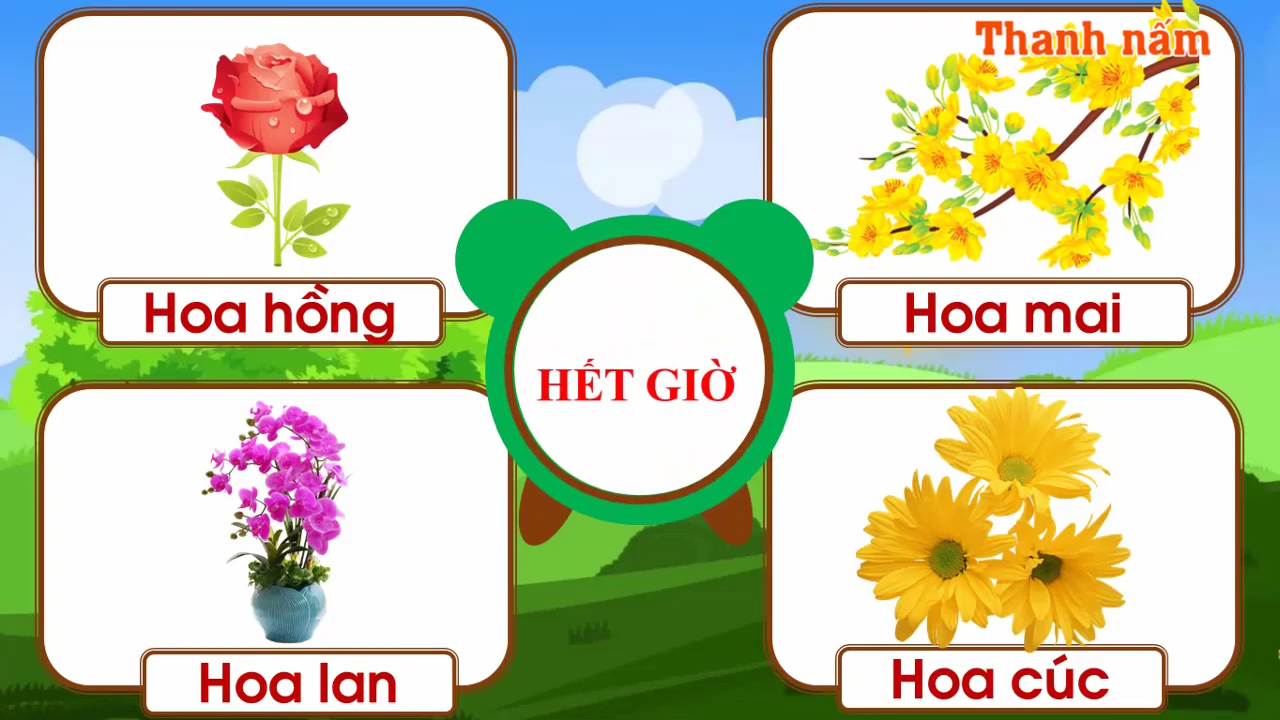 Thanh nấm
Hoa hồng
Hoa mai
HẾT GIỜ
Hoa lan
Hoa cúc